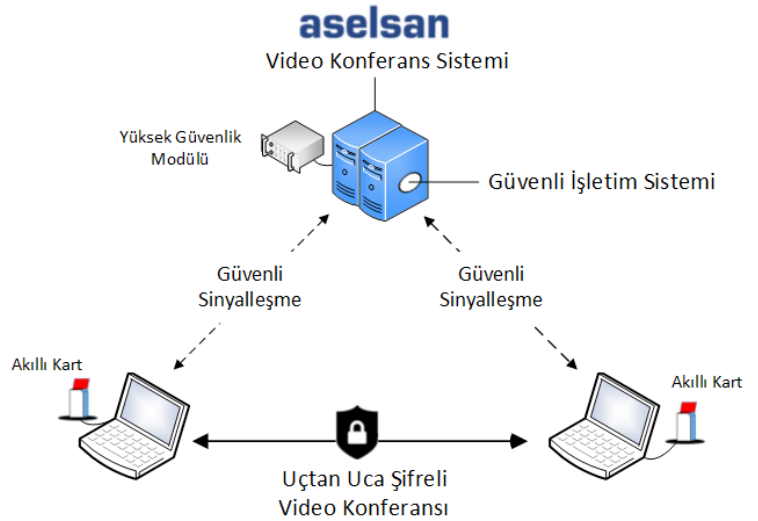 aselsan
Video Konferans Sistemi
Yüksek Güvenlik
Modülü
Güvenli İşletim Sistemi
Güvenli
Sinyalleşme
Güvenli
Sinyalleşme
Akıllı Kart
Akıllı Kart
Uçtan Uca Şifreli
Video Konferansı